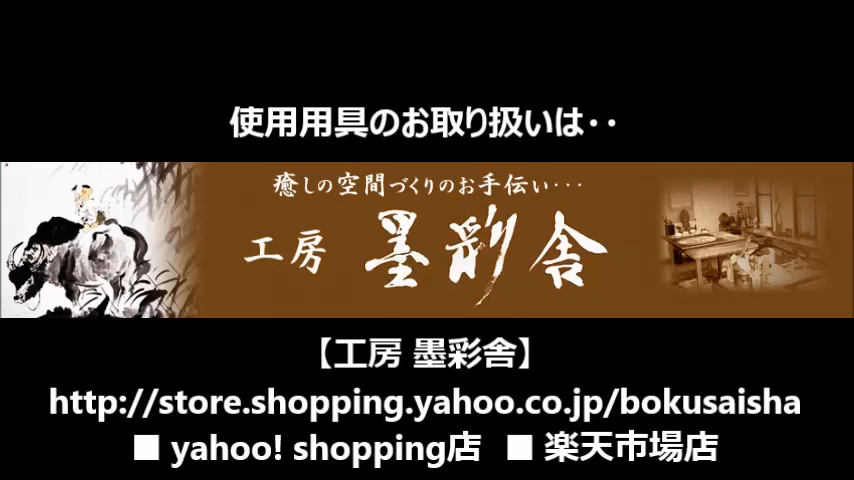 使用用具のお取り扱いは‥
癒しの空間づくりのお手伝い･･･
工房 墨彩舎
【工房 墨彩舎】
http://store.shopping.yahoo.co.jp/bokusaisha
■ yahoo! shopping店 ■ 楽天市場店